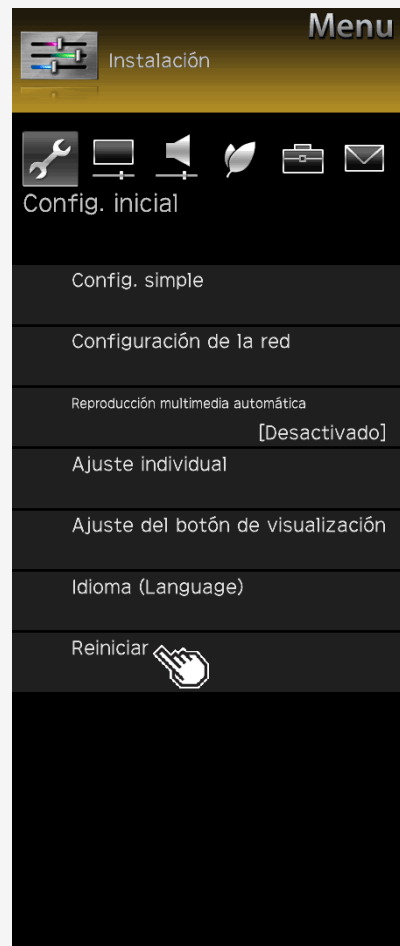 Menu
Instalación
Config. inicial
Config. simple
Configuración de la red
Reproducción multimedia automática
[Desactivado]
Ajuste individual
Ajuste del botón de visualización
Idioma (Language)
Reiniciar